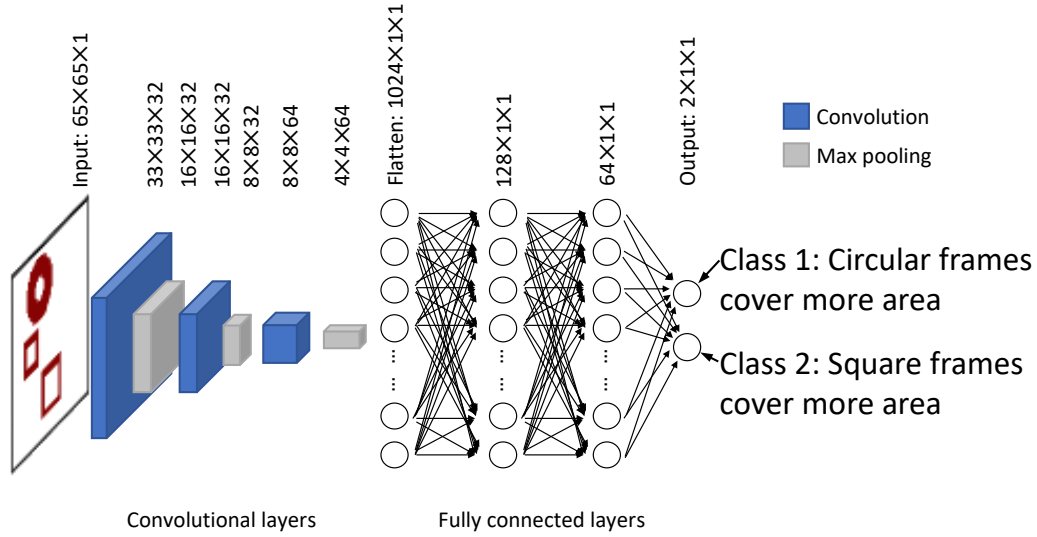 Input: 65×65×1
33×33×32
16×16×32
16×16×32
8×8×32
8×8×64
4×4×64
Flatten: 1024×1×1
128×1×1
64×1×1
Output: 2×1×1
Convolution
Max pooling
Class 1: Circular frames
cover more area
Class 2: Square frames
cover more area
... ... ...
... ... ...
Convolutional layers
Fully connected layers